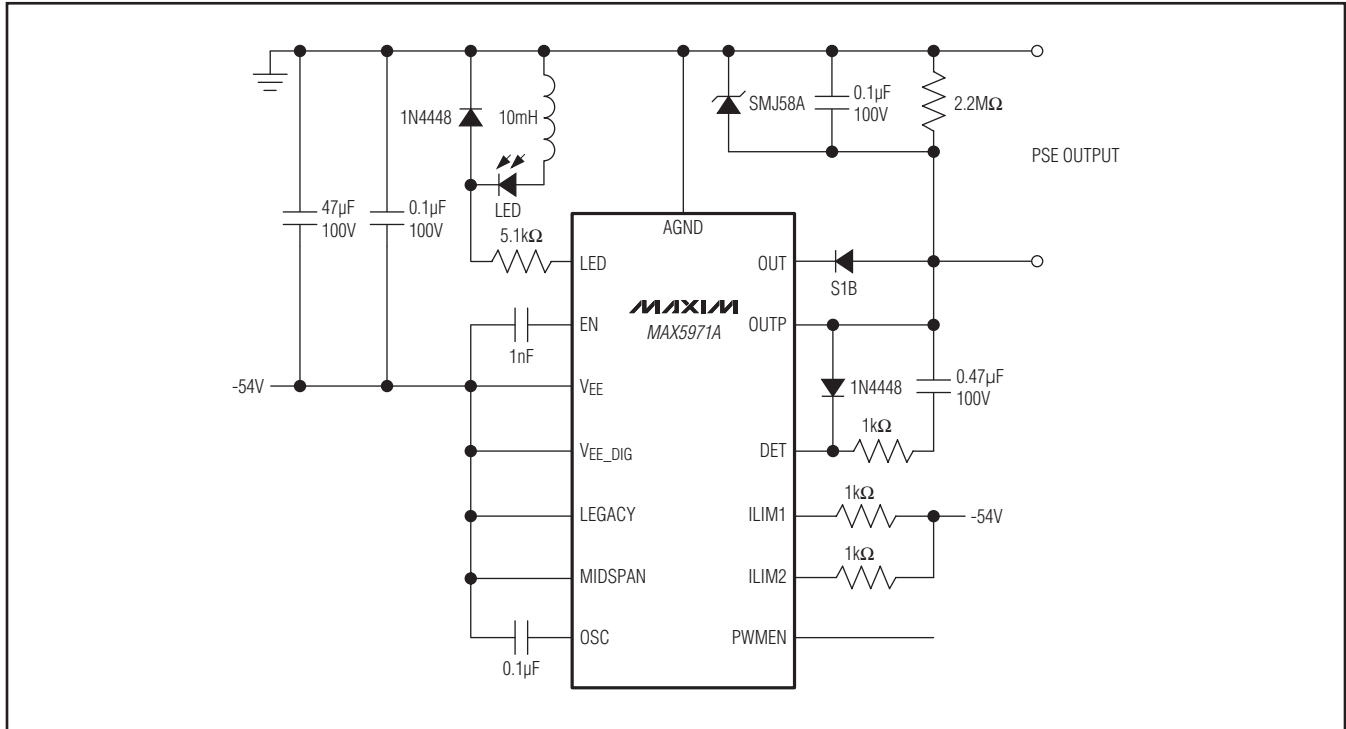 1N4448
10mH
SMJ58A
0.1µF
100V
2.2MΩ
PSE OUTPUT
47µF
100V
0.1µF
100V
LED
5.1kΩ
AGND
LED
OUT
S1B
MAXIM
MAX5971A
EN
1nF
OUTP
-54V
VEE
1N4448
0.47µF
100V
1kΩ
VEE_DIG
DET
LEGACY
1kΩ
ILIM1
-54V
MIDSPAN
1kΩ
ILIM2
OSC
0.1µF
PWMEN